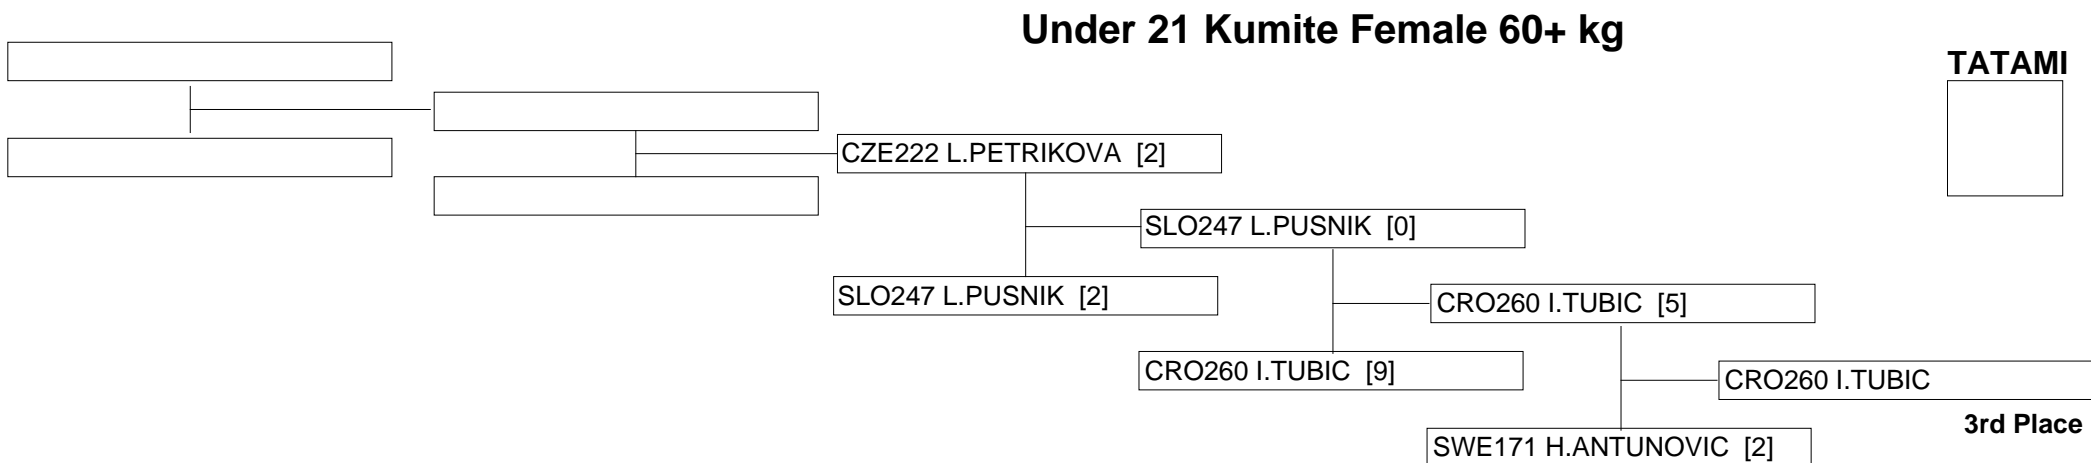 Under 21 Kumite Female 60+ kg
TATAMI
CZE222 L.PETRIKOVA [2]
SLO247 L.PUSNIK [0]
SLO247 L.PUSNIK [2]
CRO260 I.TUBIC [5]
CRO260 I.TUBIC [9]
CRO260 I.TUBIC
3rd Place
SWE171 H.ANTUNOVIC [2]